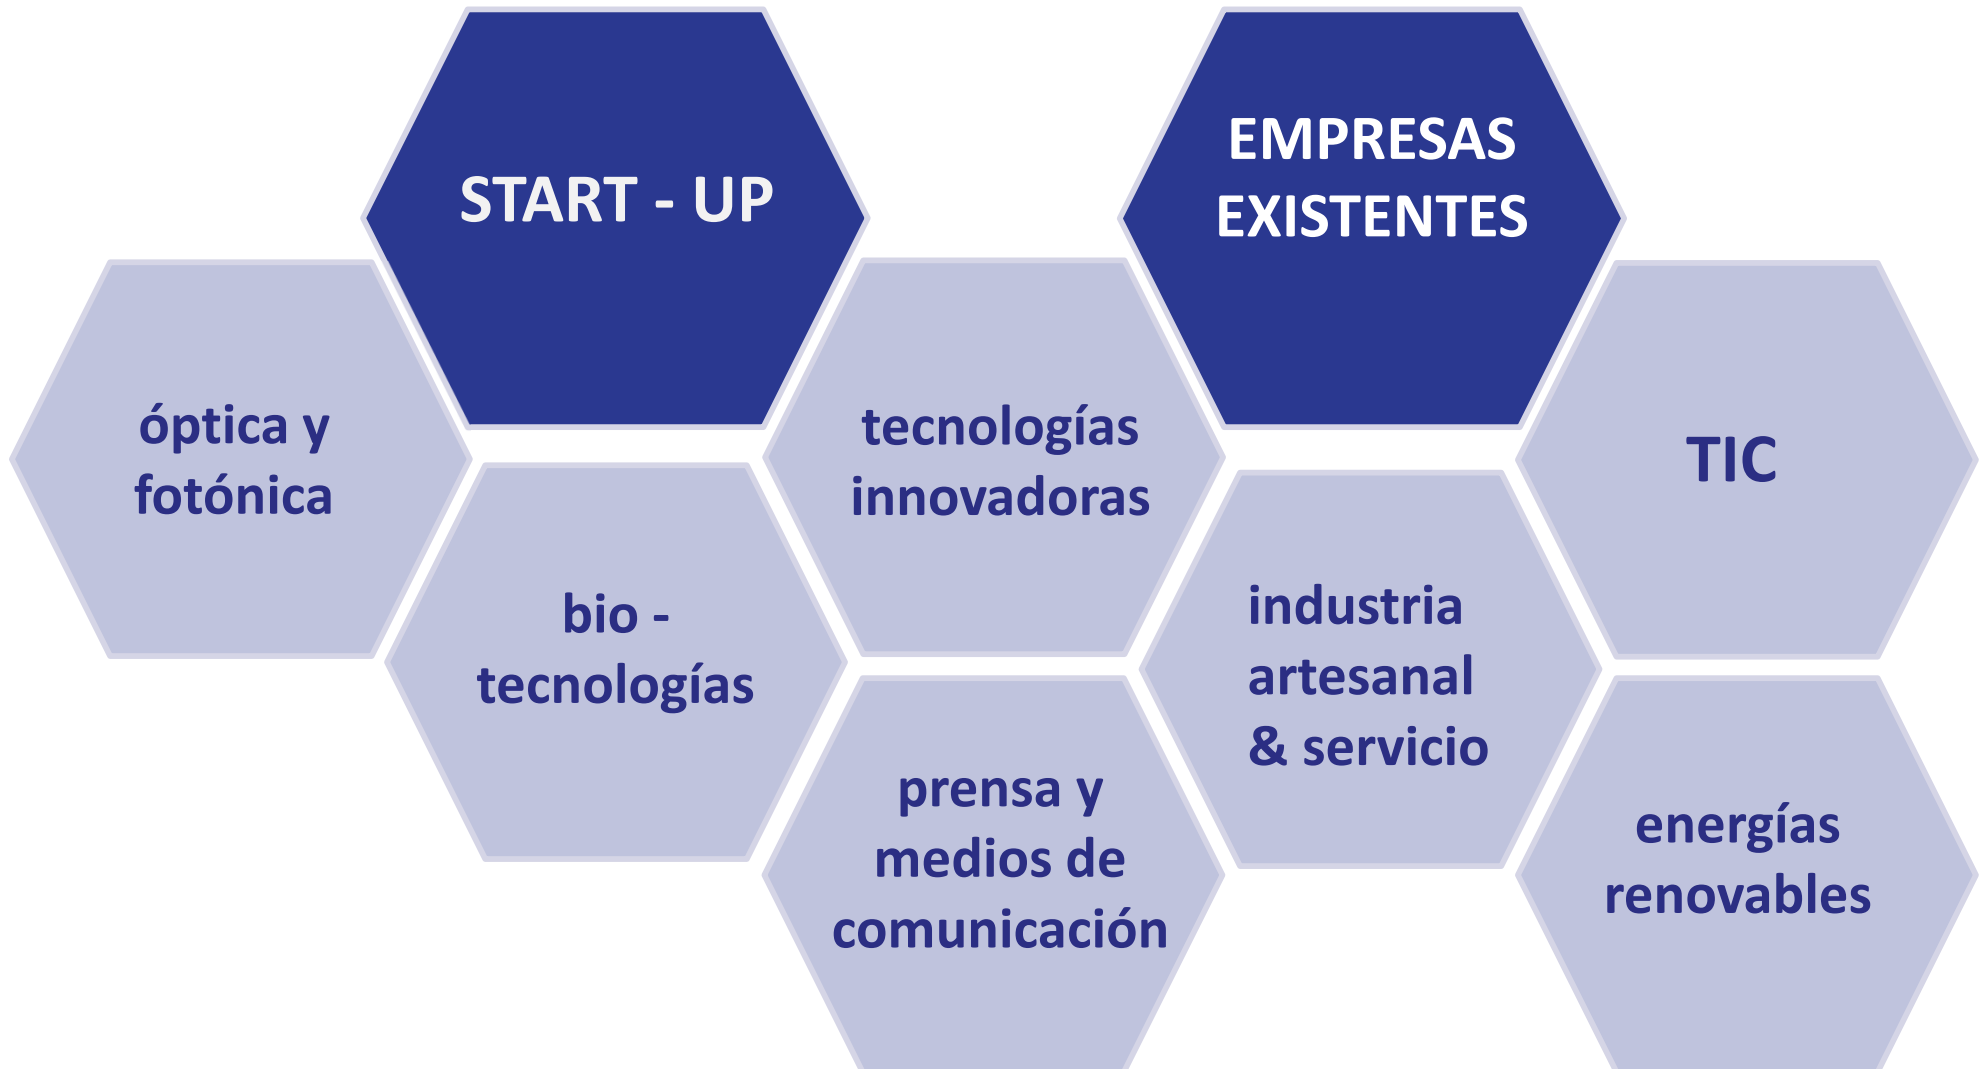 START - UP
EMPRESAS
EXISTENTES
óptica y
fotónica
bio -
tecnologías
tecnologías
innovadoras
prensa y
medios de
comunicación
industria
artesanal
& servicio
TIC
energías
renovables